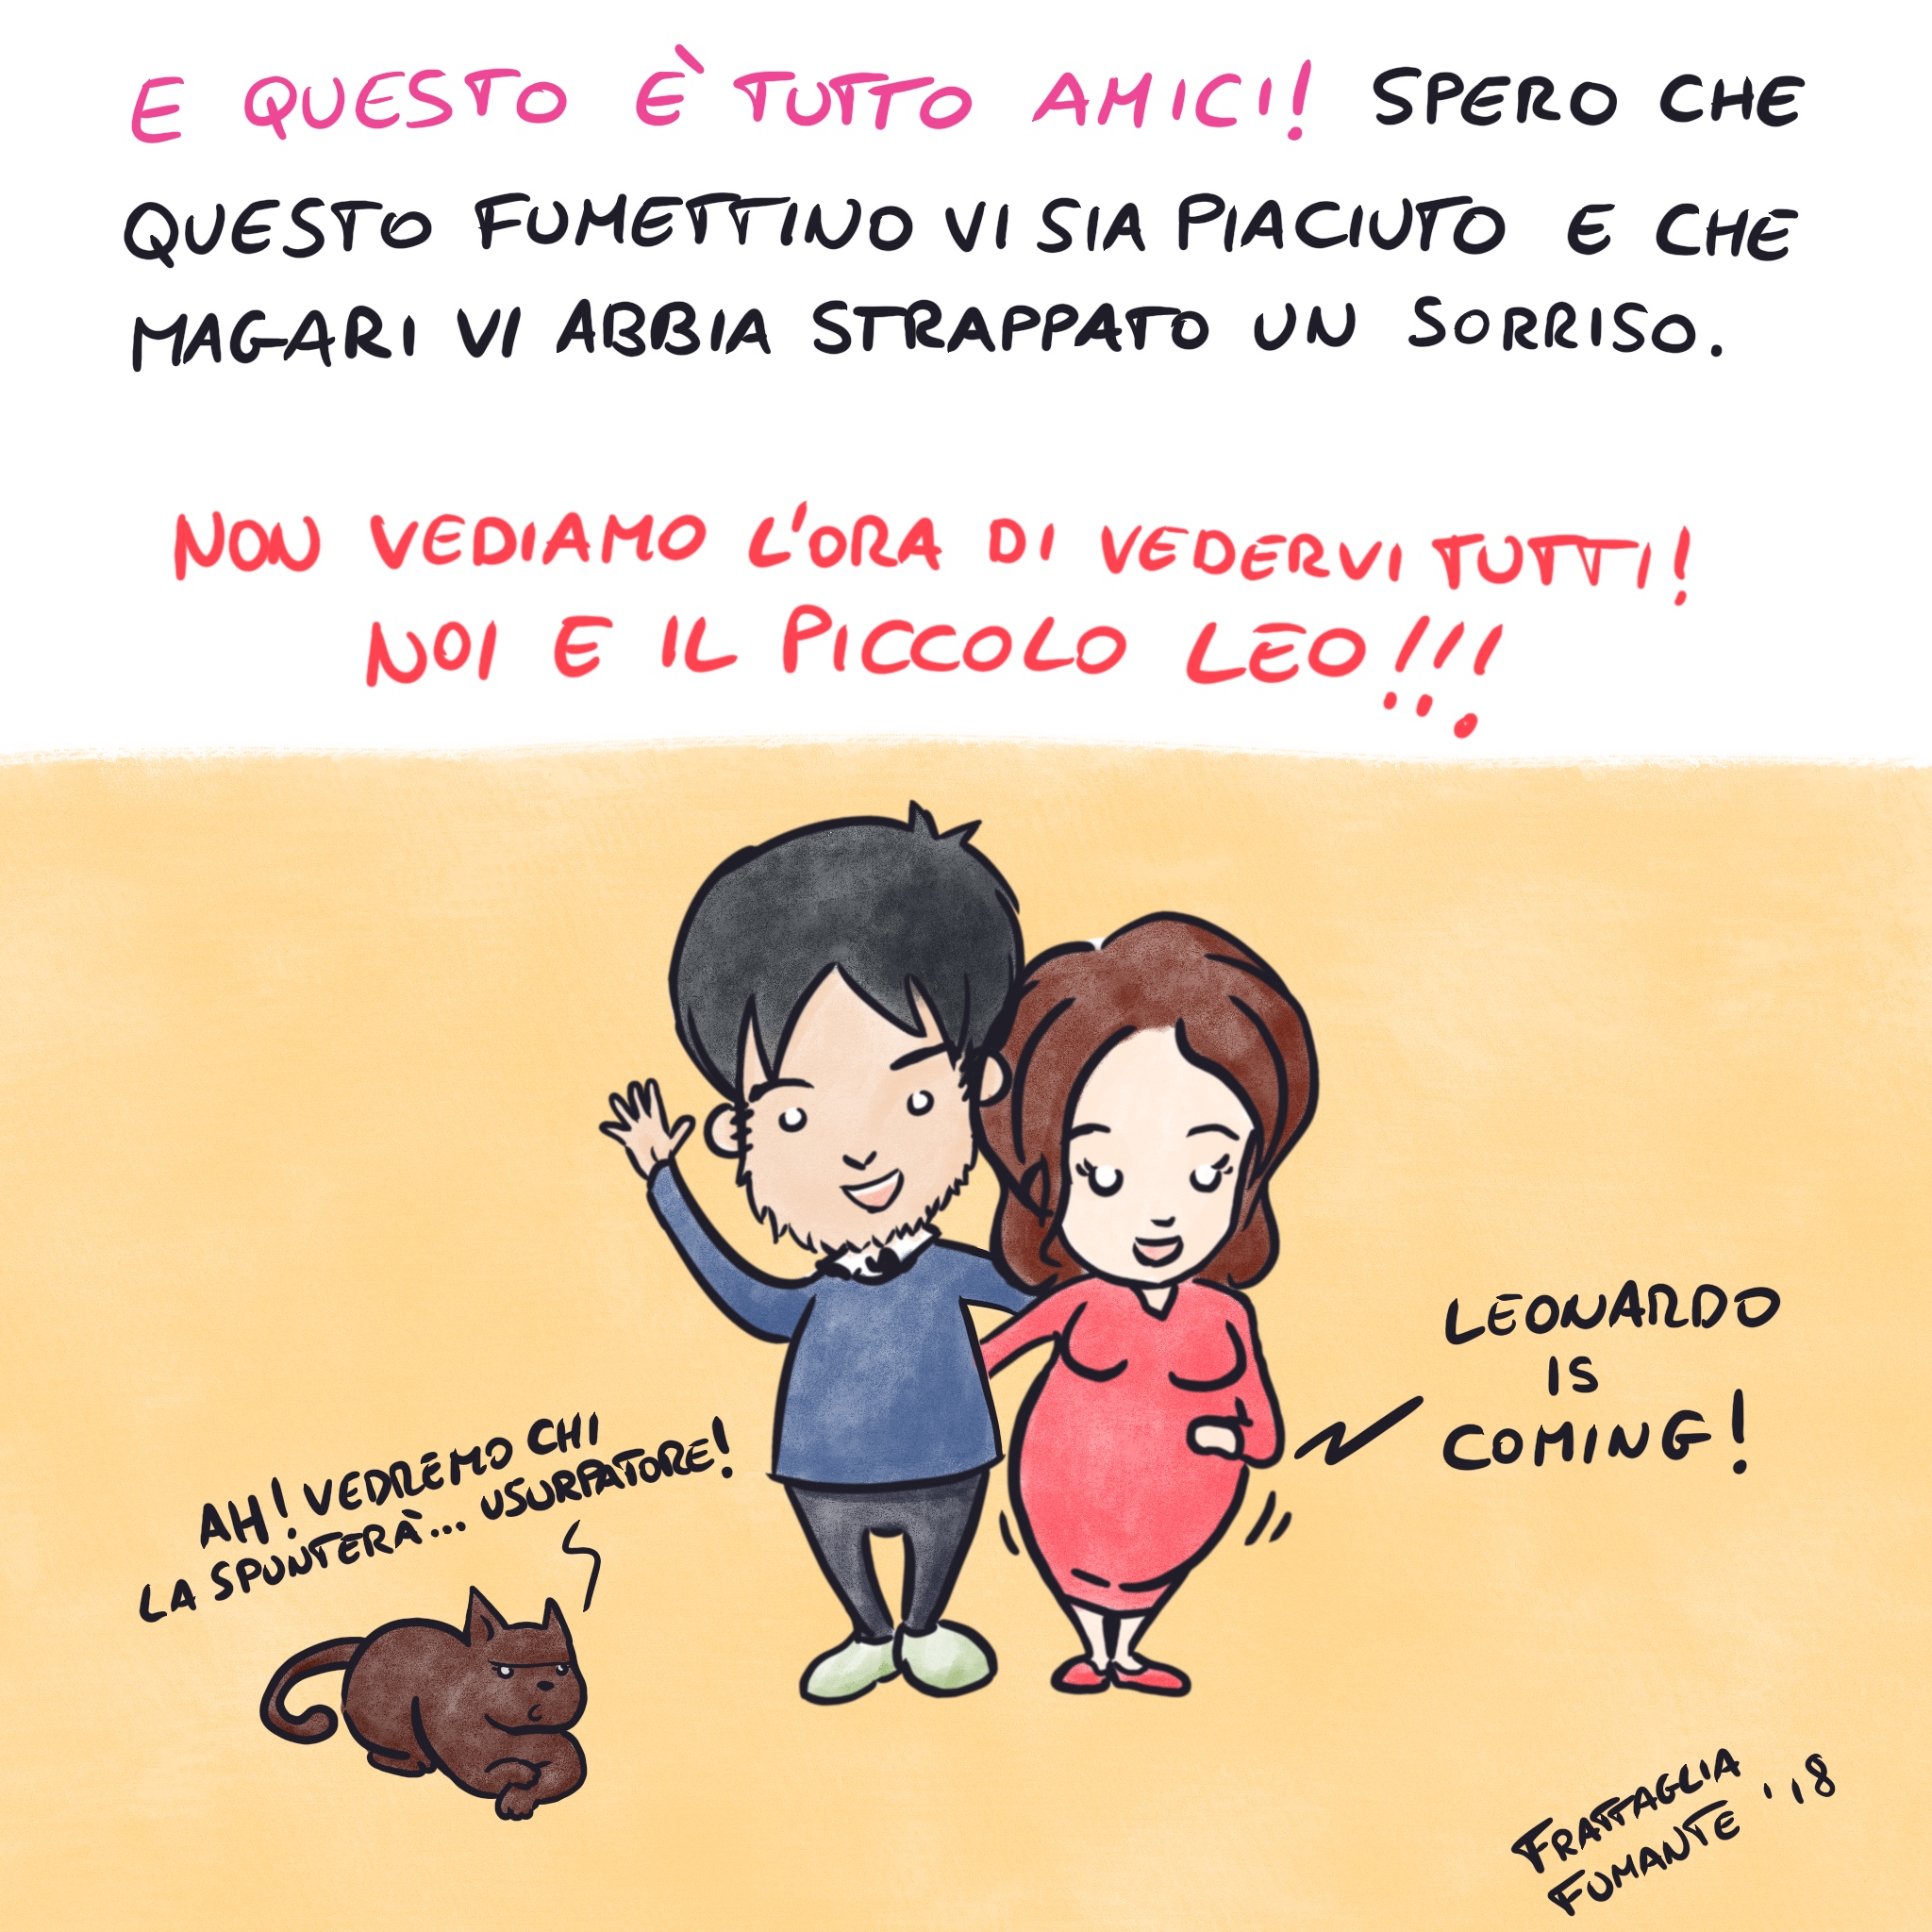 E QUESTO È TUTTO AMICI! SPERO CHE
QUESTO FUMETTINO VI SIA PIACIUTO E CHE
MAGARI VI ABBIA STRAPPATO UN SORRISO.
NON VEDIAMO L'ORA DI VEDERVI TUTTI!
NOI E IL PICCOLO LEO!!!
LEONARDO
IS
COMING!
AH! VEDREMO CHI
LA SPUNTERÀ... USURPATORE!
FRATTAGLIA
FUMANTE '18